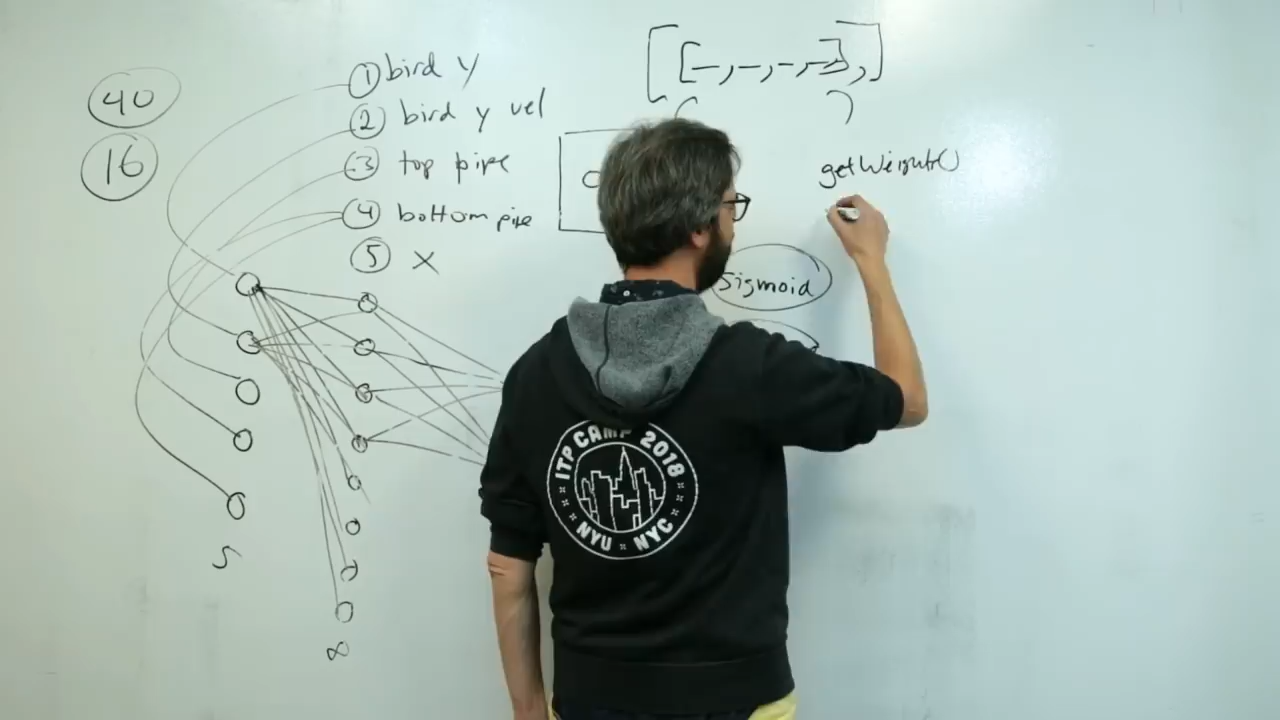 40
16
1 bird y
2 bird y vel
3 top pipe
4 bottom pipe
5 x
[[–, –, –, –], ]
getWeights()
sigmoid
ITP CAMP 2018
NYU NYC
5
8